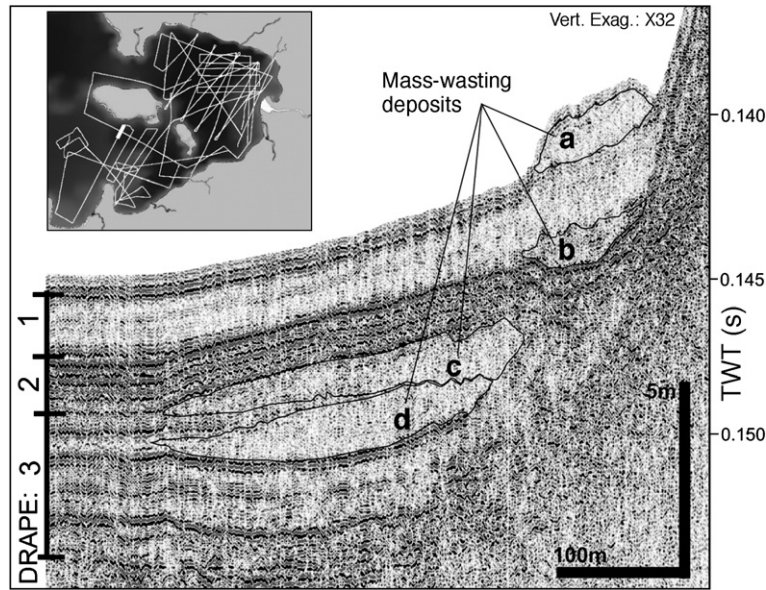 Vert. Exag.: X32
Mass-wasting
deposits
a
b
c
d
0.140
0.145
0.150
TWT (s)
5m
100m
DRAPE: 3 2 1